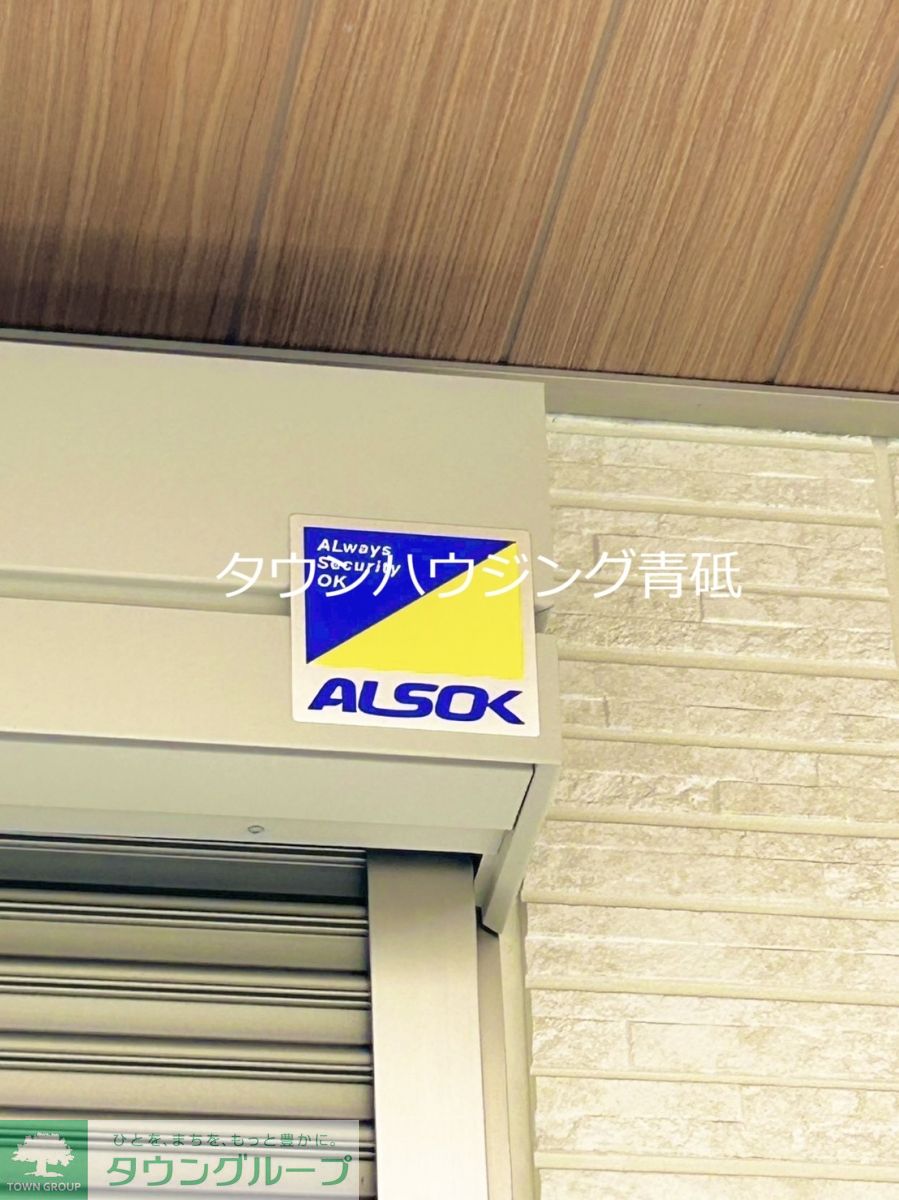 ALways
Security
OK
タウンハウジング青砥
ALSOK
ひとを、まちを、もっと豊かに。
タウングループ
TOWN GROUP